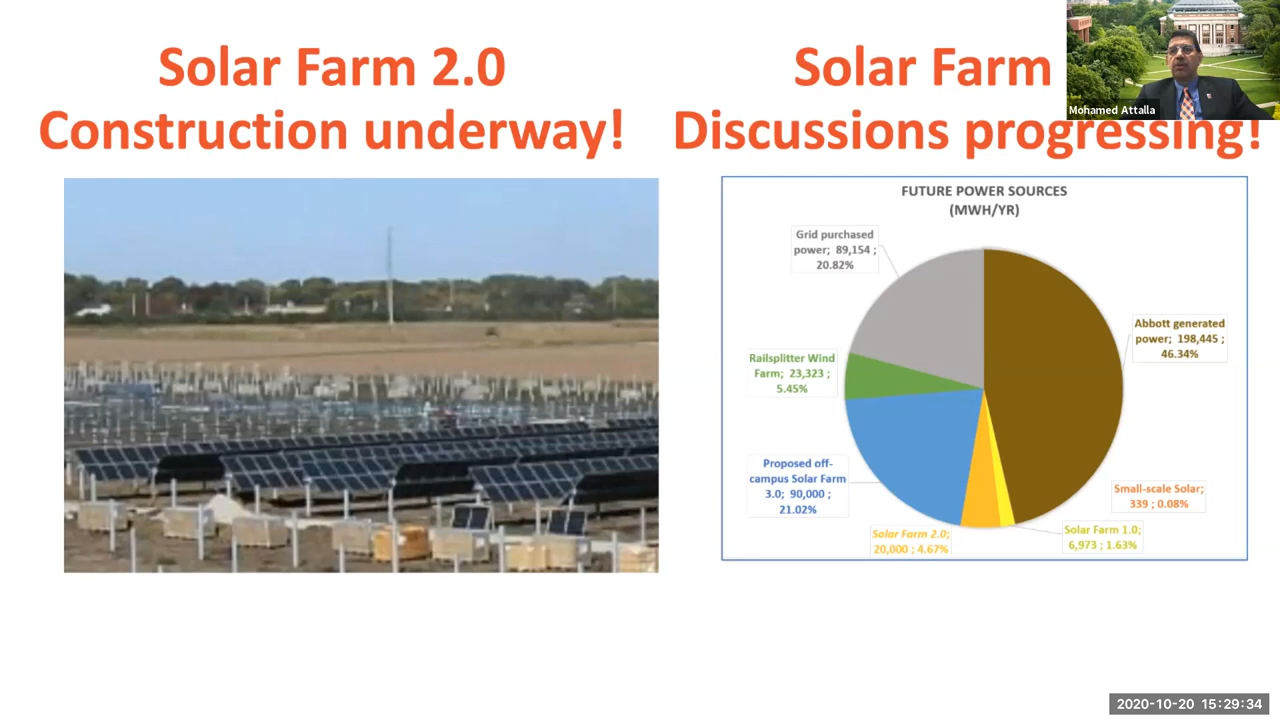 Solar Farm 2.0
Construction underway!
Solar Farm
Discussions progressing!
Mohamed Attalla
FUTURE POWER SOURCES
(MWH/YR)
Grid purchased
power; 89,154 ;
20.82%
Abbott generated
power; 198,445 ;
46.34%
Railsplitter Wind
Farm; 23,323 ;
5.45%
Proposed off-
campus Solar Farm
3.0; 90,000 ;
21.02%
Small-scale Solar;
339 ; 0.08%
Solar Farm 2.0;
20,000 ; 4.67%
Solar Farm 1.0;
6,973 ; 1.63%
2020-10-20 15:29:34